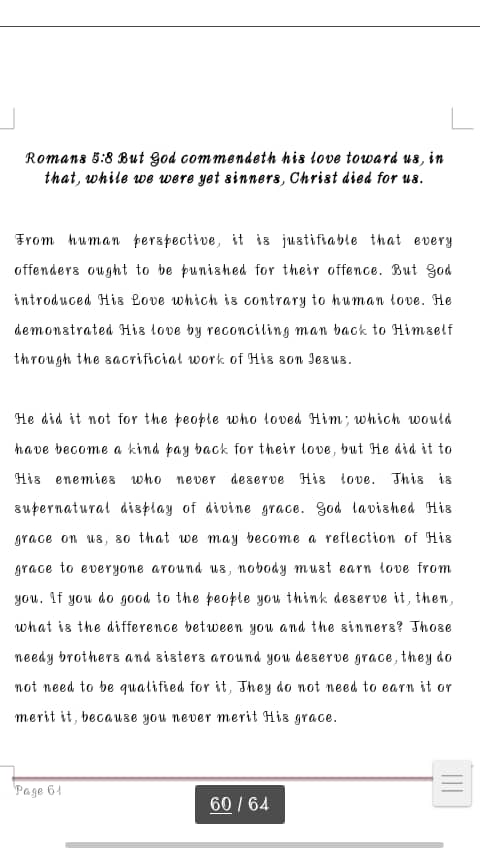 Romans 5:8 But God commendeth his love toward us, in
that, while we were yet sinners, Christ died for us.
From human perspective, it is justifiable that every
offenders ought to be punished for their offence. But God
introduced His Love which is contrary to human love. He
demonstrated His love by reconciling man back to Himself
through the sacrificial work of His son Jesus.
He did it not for the people who loved Him; which would
have become a kind pay back for their love, but He did it to
His enemies who never deserve His love. This is
supernatural display of divine grace. God lavished His
grace on us, so that we may become a reflection of His
grace to everyone around us, nobody must earn love from
you. If you do good to the people you think deserve it, then,
what is the difference between you and the sinners? Those
needy brothers and sisters around you deserve grace, they do
not need to be qualified for it, They do not need to earn it or
merit it, because you never merit His grace.
Page 61
60 / 64